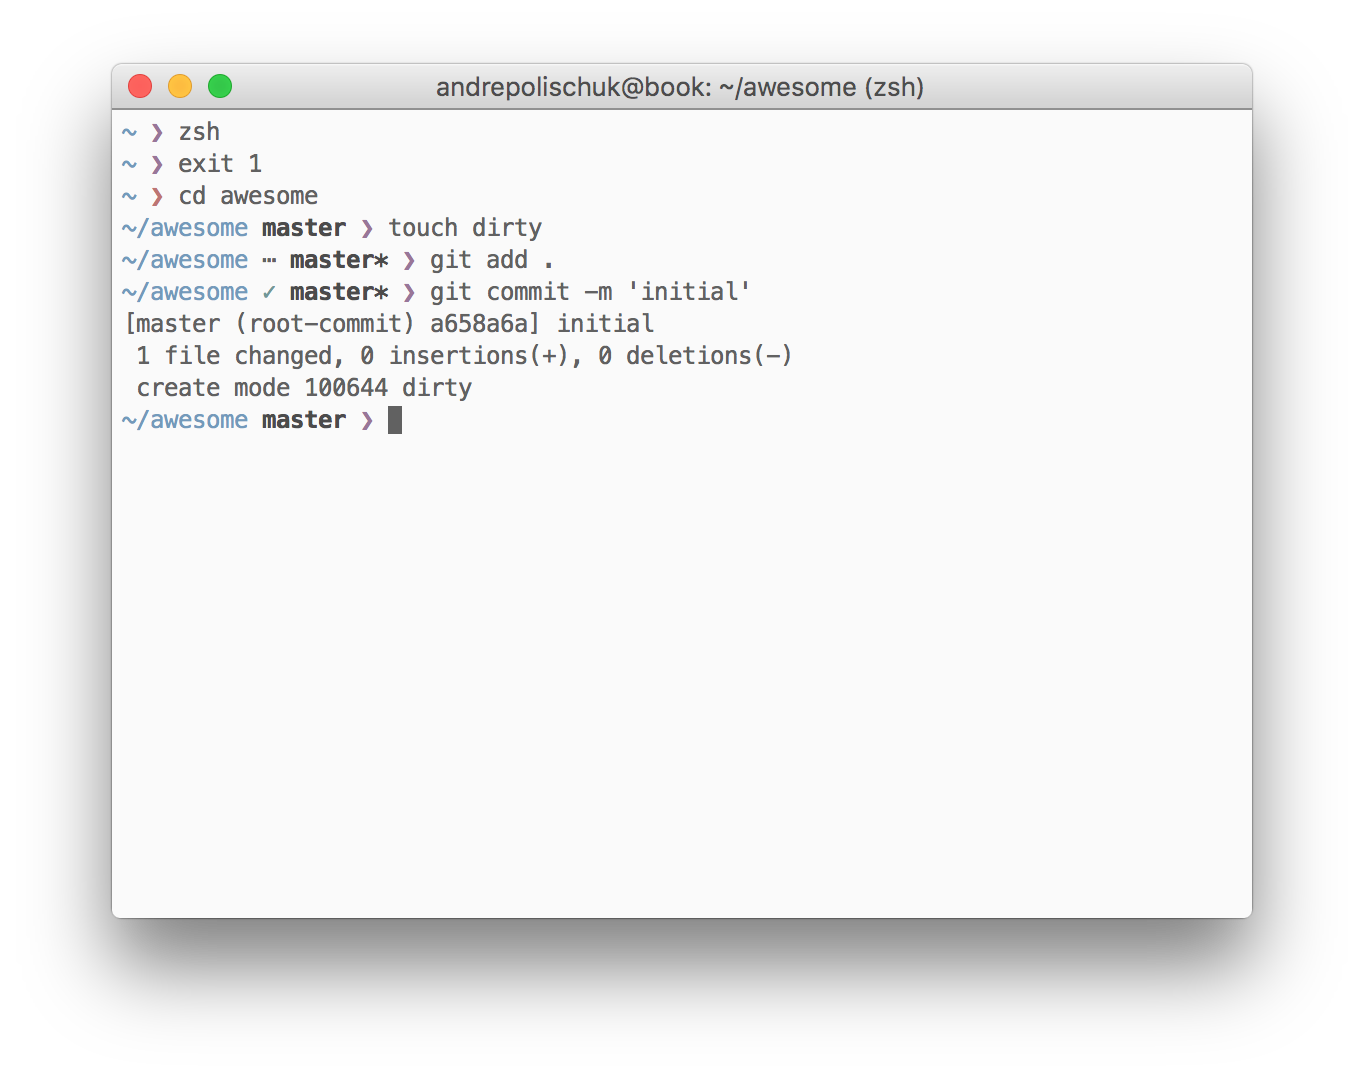 andrepolischuk@book: ~/awesome (zsh)
~ ❯ zsh
~ ❯ exit 1
~ ❯ cd awesome
~/awesome master ❯ touch dirty
~/awesome ⋯ master* ❯ git add .
~/awesome ✓ master* ❯ git commit -m 'initial'
[master (root-commit) a658a6a] initial
 1 file changed, 0 insertions(+), 0 deletions(-)
 create mode 100644 dirty
~/awesome master ❯